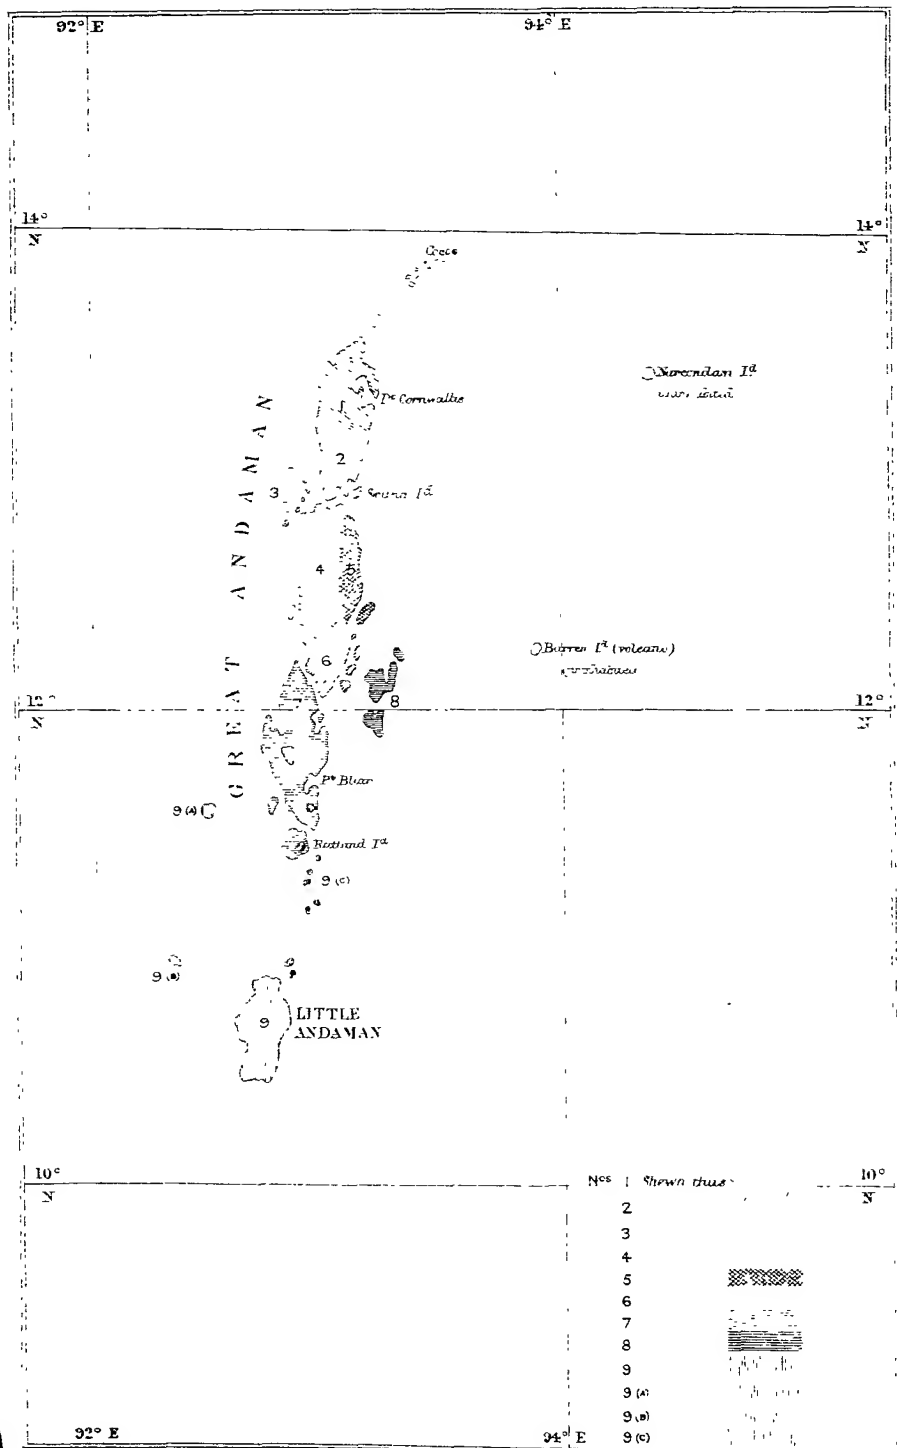 92° E 94° E
14° 14°
N N
Cocos
Narcondam Iᵈ
Pᵗ Cornwallis
2
3 Sound Iᵈ
4 5
6 Barren Iᵈ (volcano)
8
12° 12°
N N
GREAT ANDAMAN
Pᵗ Blair
9 (A)
Rutland Iᵈ
9 (C)
9
9 LITTLE
ANDAMAN
10° 10°
N N
Nᵒˢ 1 Shewn thus
2
3
4
5
6
7
8
9
9 (A)
9 (B)
9 (C)
92° E 94° E